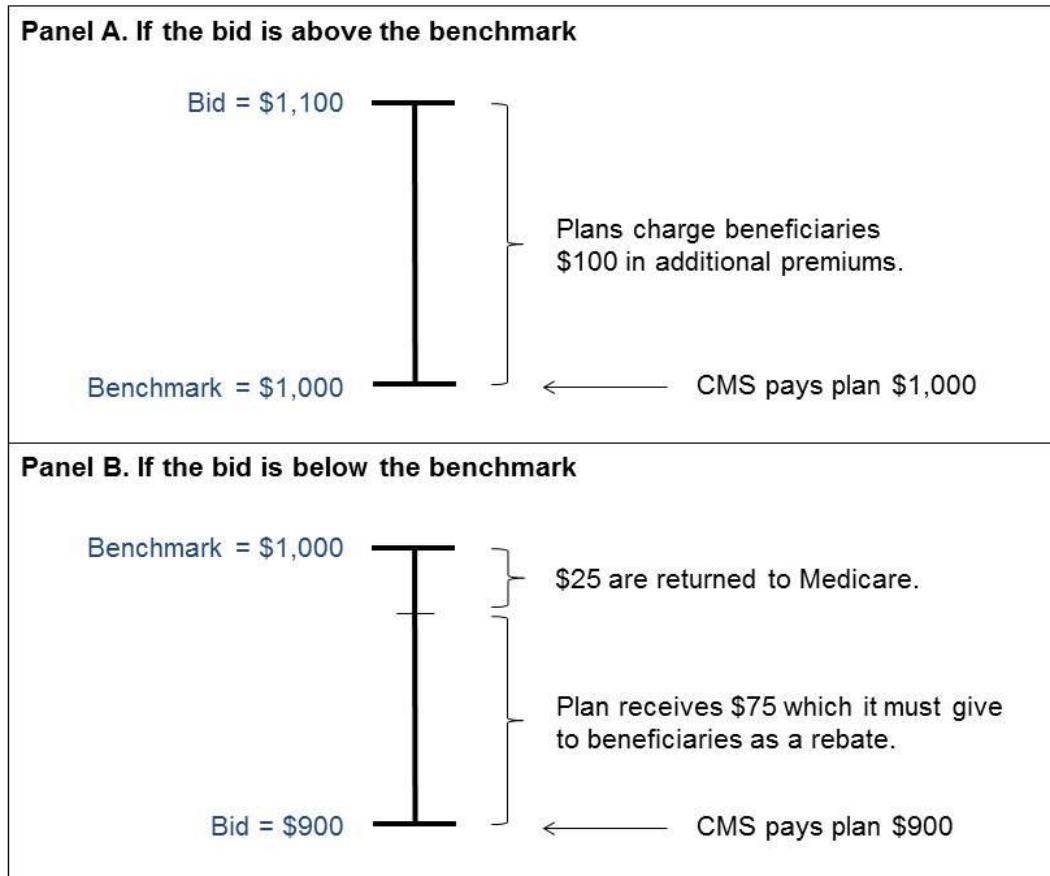 Panel A. If the bid is above the benchmark
Bid = $1,100
Plans charge beneficiaries
$100 in additional premiums.
Benchmark = $1,000
CMS pays plan $1,000
Panel B. If the bid is below the benchmark
Benchmark = $1,000
$25 are returned to Medicare.
Plan receives $75 which it must give
to beneficiaries as a rebate.
Bid = $900
CMS pays plan $900